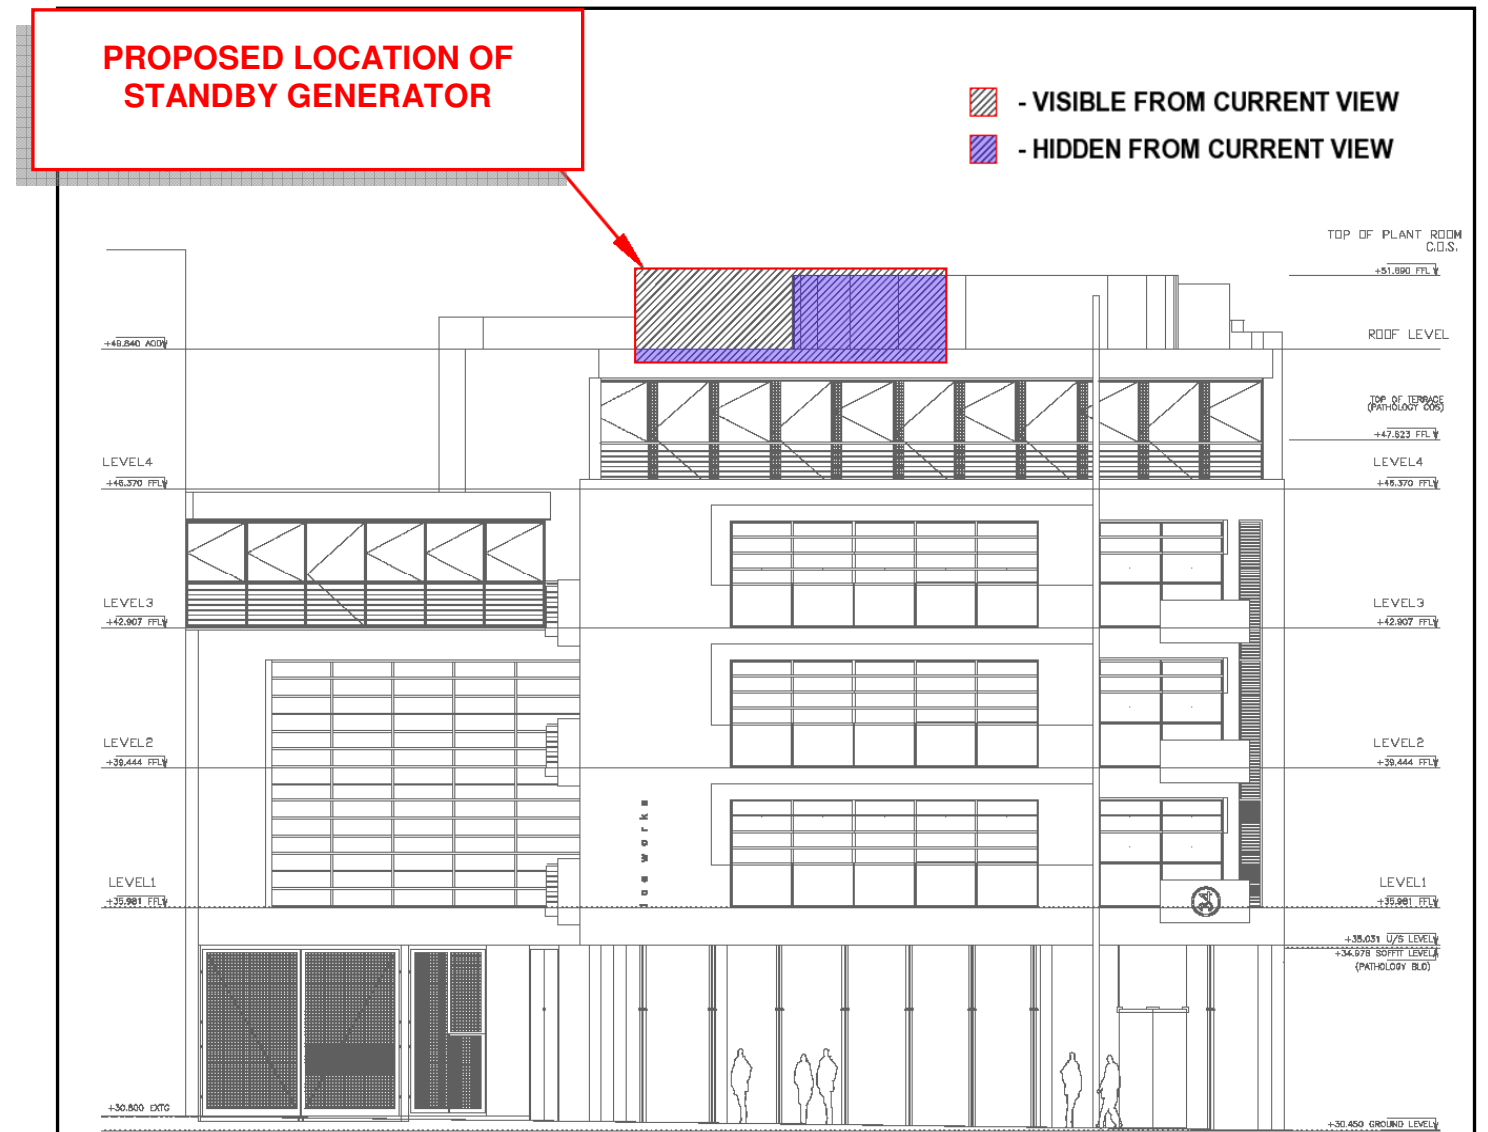 PROPOSED LOCATION OF
STANDBY GENERATOR
- VISIBLE FROM CURRENT VIEW
- HIDDEN FROM CURRENT VIEW
TOP OF PLANT ROOM
C.O.S.
+51.690 FFL
+49.840 AOD
ROOF LEVEL
TOP OF TERRACE
(PATHOLOGY COS)
+47.623 FFL
LEVEL4
+46.370 FFL
LEVEL4
+46.370 FFL
LEVEL3
+42.907 FFL
LEVEL3
+42.907 FFL
LEVEL2
+39.444 FFL
LEVEL2
+39.444 FFL
works
LEVEL1
+35.981 FFL
34
LEVEL1
+35.981 FFL
+35.031 U/S LEVEL
+34.978 SOFFIT LEVEL
(PATHOLOGY BLD)
+30.800 EXTG
+30.450 GROUND LEVEL